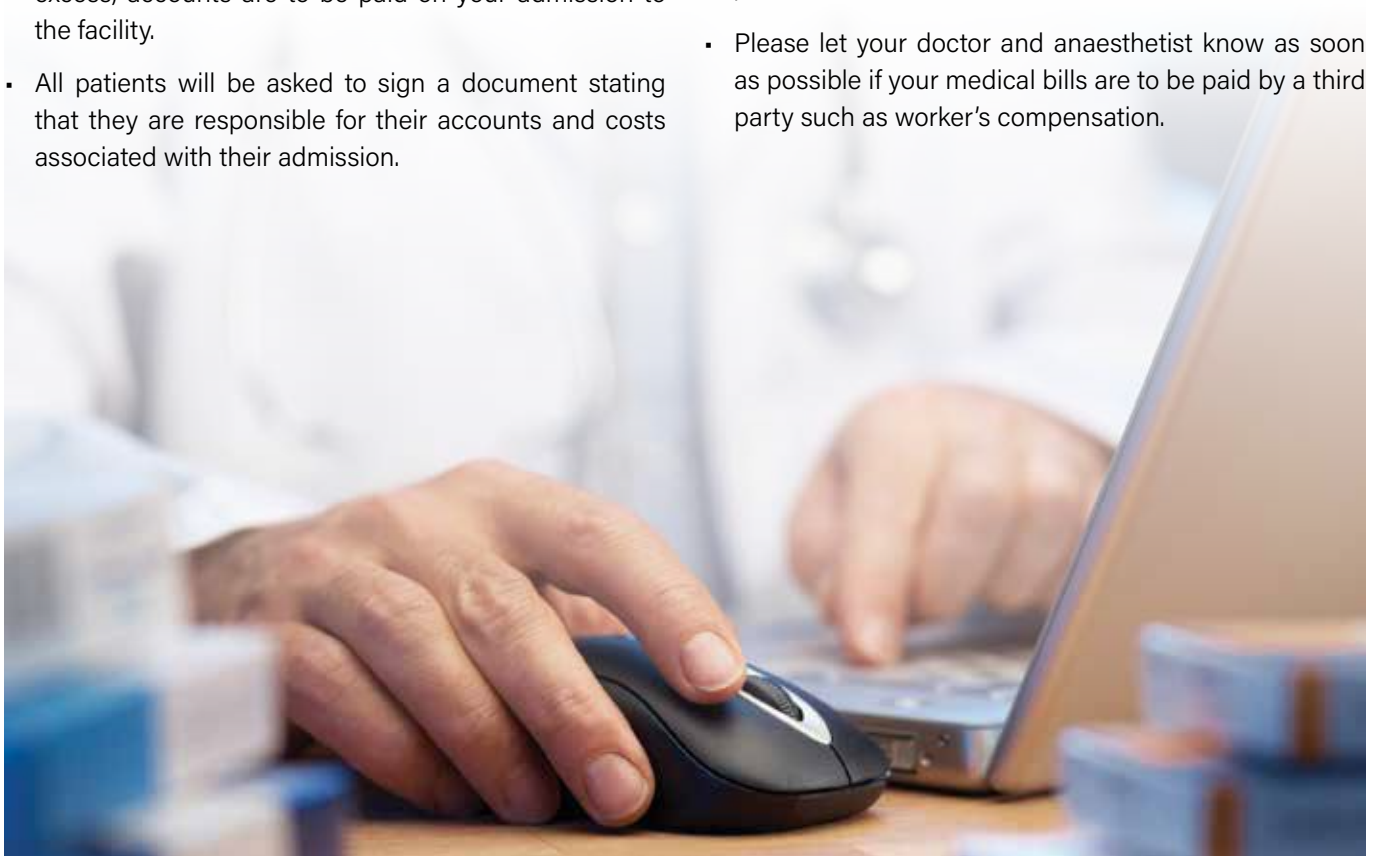 excess, accounts are to be paid on your admission to
the facility.
▪ All patients will be asked to sign a document stating
that they are responsible for their accounts and costs
associated with their admission.
▪ Please let your doctor and anaesthetist know as soon
as possible if your medical bills are to be paid by a third
party such as worker's compensation.